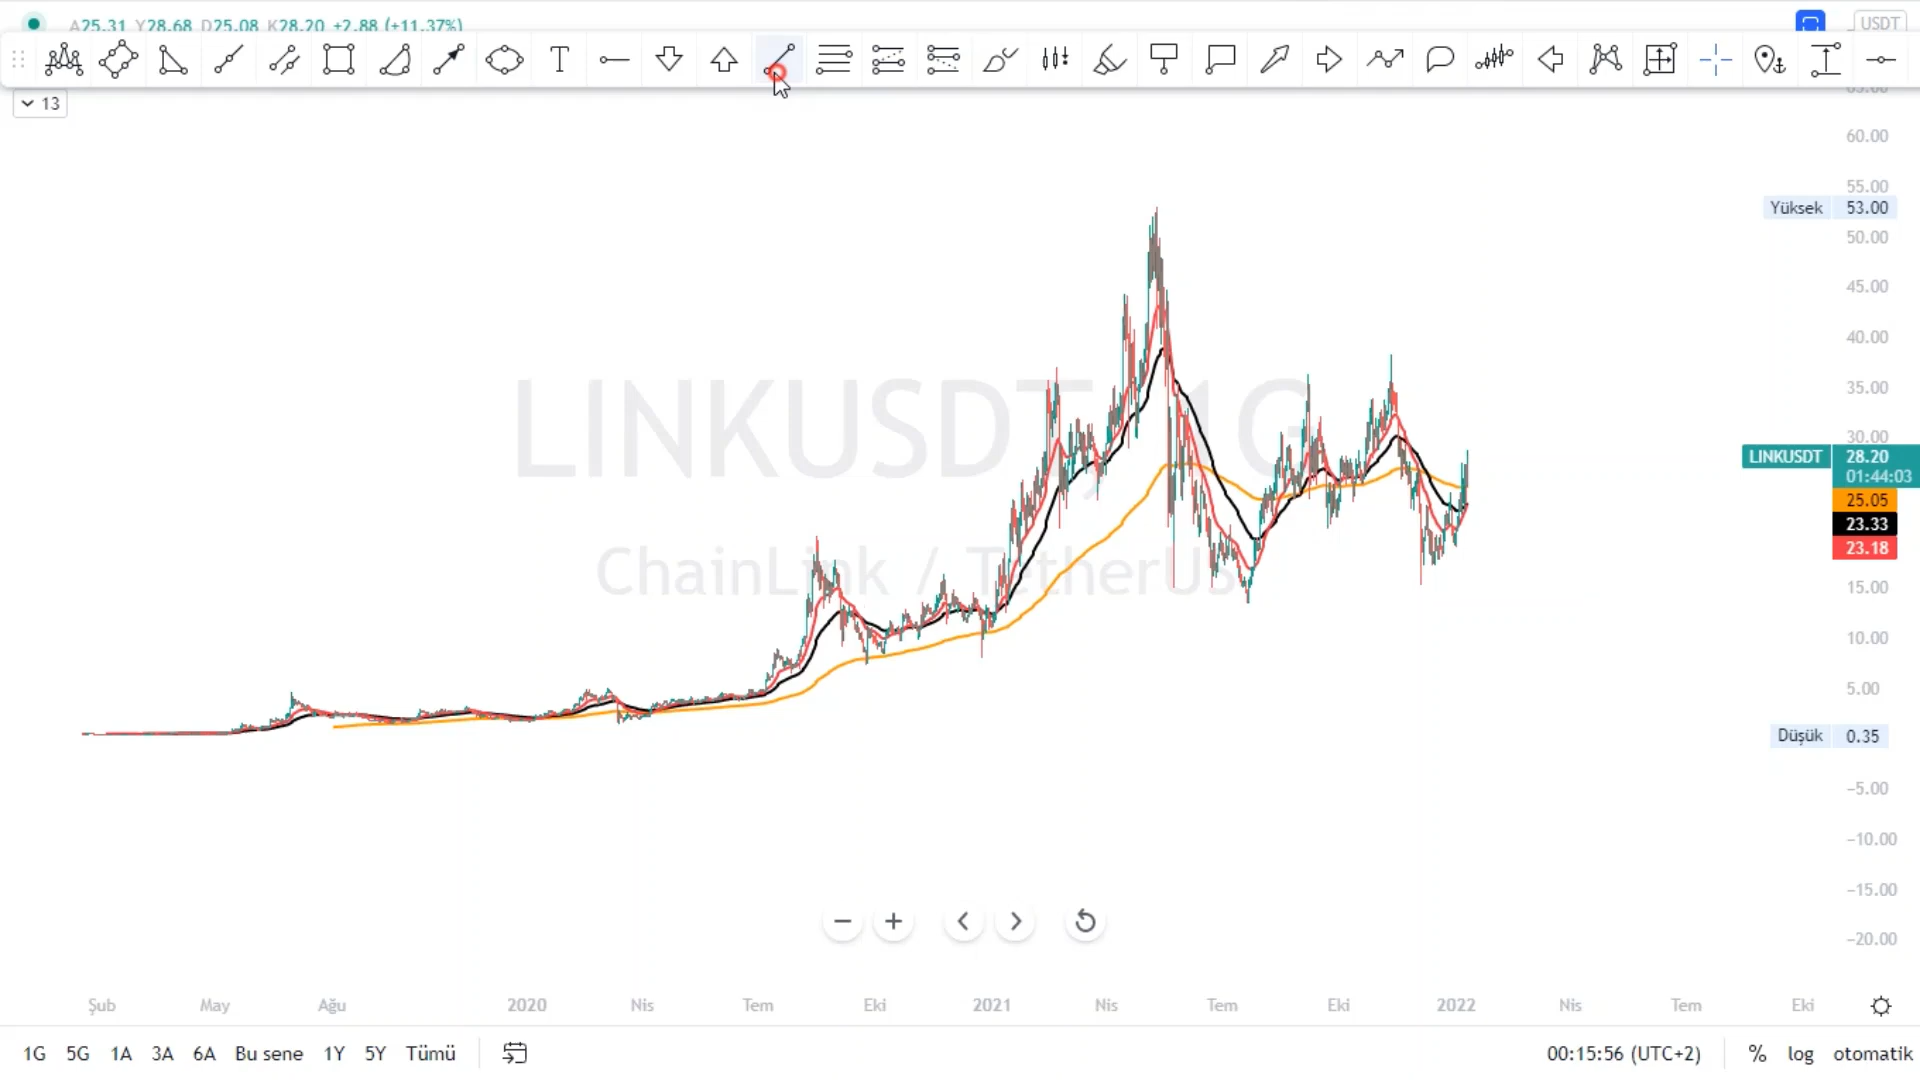 A25.31 Y28.68 D25.08 K28.20 +2.88 (+11.37%)
USDT
13
65.00
60.00
55.00
Yüksek 53.00
50.00
45.00
40.00
35.00
30.00
LINKUSDT 28.20
01:44:03
25.05
23.33
23.18
15.00
10.00
5.00
Düşük 0.35
−5.00
−10.00
−15.00
−20.00
LINKUSDT, 1G
ChainLink / TetherUS
Şub May Ağu 2020 Nis Tem Eki 2021 Nis Tem Eki 2022 Nis Tem Eki
1G 5G 1A 3A 6A Bu sene 1Y 5Y Tümü 00:15:56 (UTC+2) % log otomatik